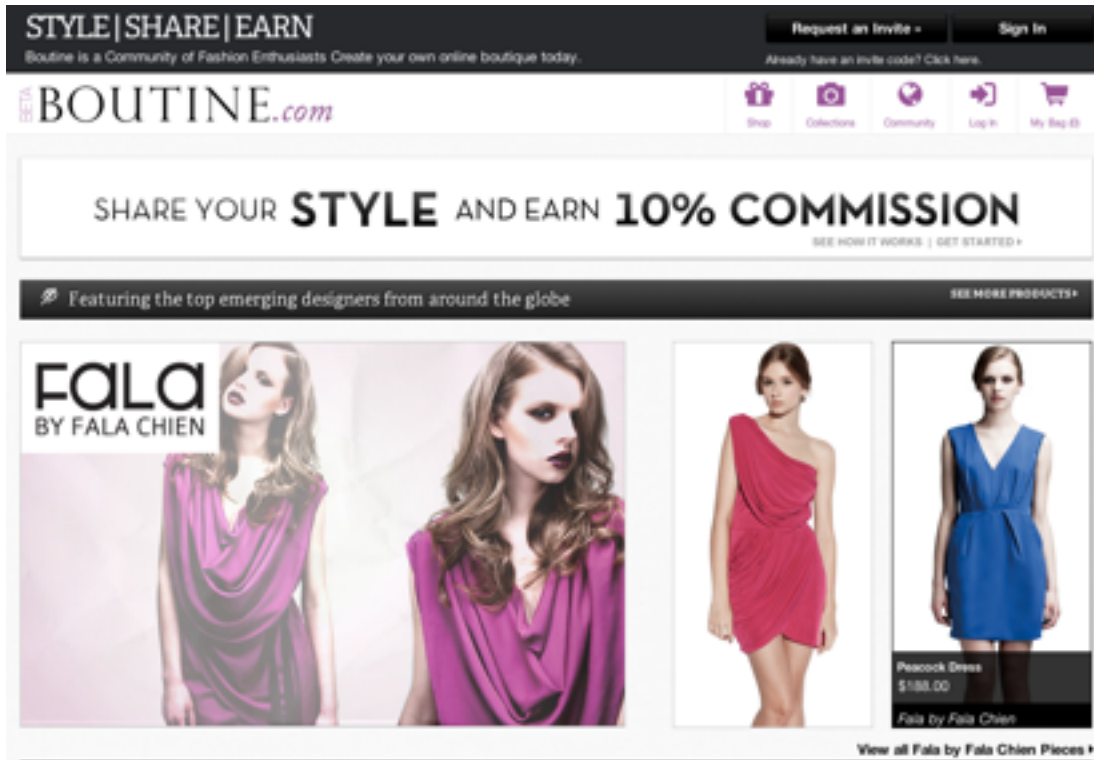 STYLE|SHARE|EARN
Boutine is a Community of Fashion Enthusiasts Create your own online boutique today.
Request an Invite »
Sign In
Already have an invite code? Click here.
BETA
BOUTINE.com
Shop
Collections
Community
Log In
My Bag (0)
SHARE YOUR STYLE AND EARN 10% COMMISSION
SEE HOW IT WORKS | GET STARTED
Featuring the top emerging designers from around the globe
SEE MORE PRODUCTS
FALA
BY FALA CHIEN
Peacock Dress
$188.00
Fala by Fala Chien
View all Fala by Fala Chien Pieces